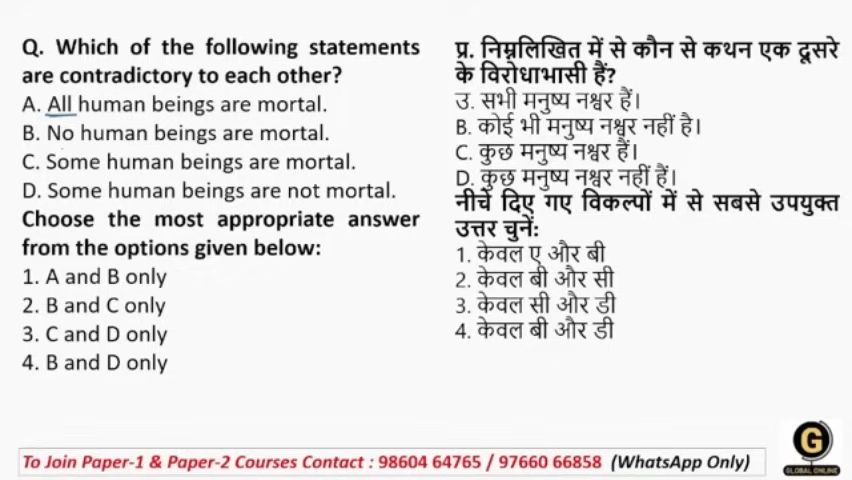 Q. Which of the following statements
are contradictory to each other?
A. All human beings are mortal.
B. No human beings are mortal.
C. Some human beings are mortal.
D. Some human beings are not mortal.
Choose the most appropriate answer
from the options given below:
1. A and B only
2. B and C only
3. C and D only
4. B and D only
प्र. निम्नलिखित में से कौन से कथन एक दूसरे
के विरोधाभासी हैं?
उ. सभी मनुष्य नश्वर हैं।
B. कोई भी मनुष्य नश्वर नहीं है।
C. कुछ मनुष्य नश्वर हैं।
D. कुछ मनुष्य नश्वर नहीं हैं।
नीचे दिए गए विकल्पों में से सबसे उपयुक्त
उत्तर चुनें:
1. केवल ए और बी
2. केवल बी और सी
3. केवल सी और डी
4. केवल बी और डी
To Join Paper-1 & Paper-2 Courses Contact : 98604 64765 / 97660 66858 (WhatsApp Only)
G
GLOBAL ONLINE